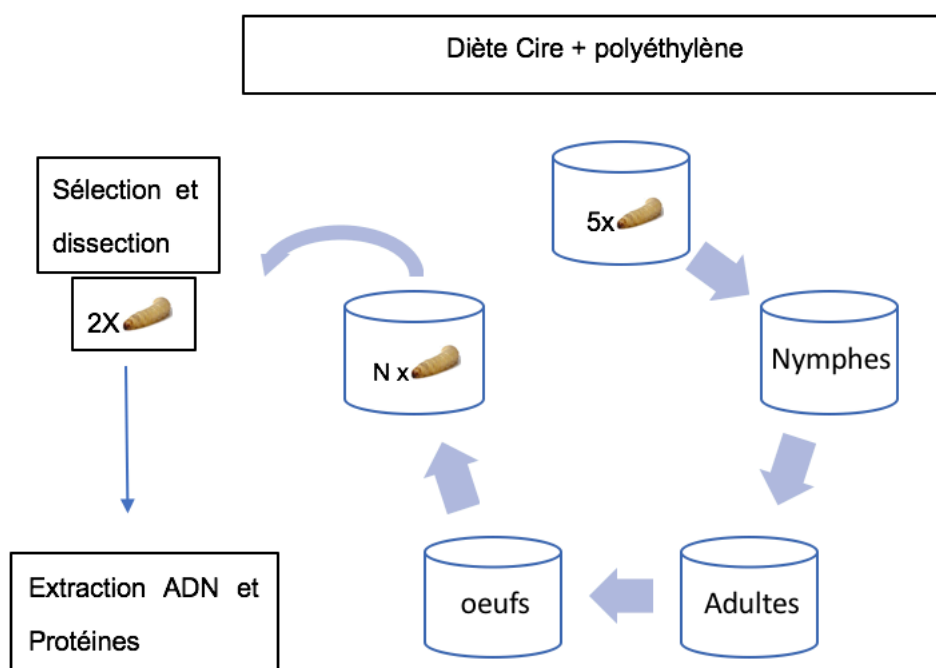 Diète Cire + polyéthylène
Sélection et
dissection
2X
5x
Nymphes
N x
Adultes
oeufs
Extraction ADN et
Protéines